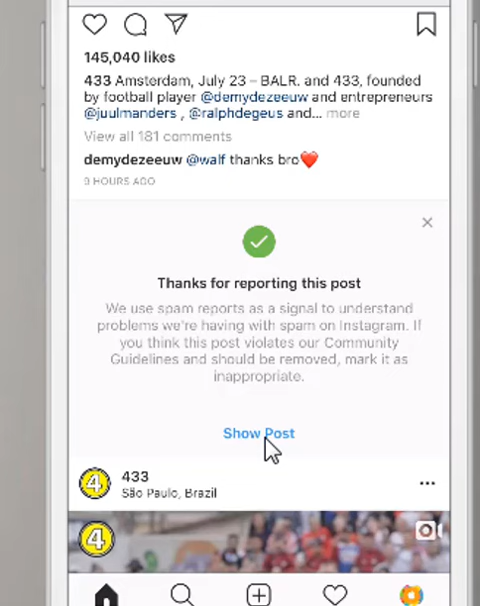 145,040 likes
433 Amsterdam, July 23 – BALR. and 433, founded
by football player @demydezeeuw and entrepreneurs
@juulmanders , @ralphdegeus and... more
View all 181 comments
demydezeeuw @walf thanks bro❤️
9 HOURS AGO
Thanks for reporting this post
We use spam reports as a signal to understand
problems we're having with spam on Instagram. If
you think this post violates our Community
Guidelines and should be removed, mark it as
inappropriate.
Show Post
4
433
São Paulo, Brazil
4